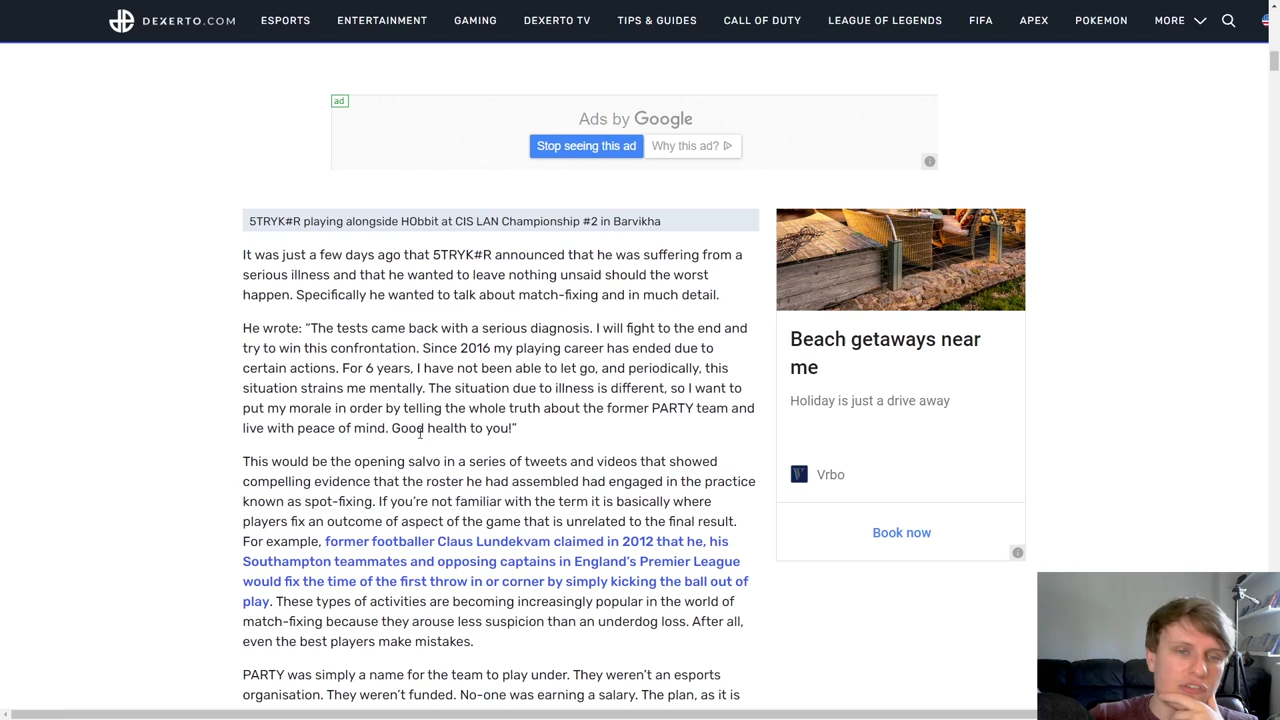 DEXERTO.COM
ESPORTS
ENTERTAINMENT
GAMING
DEXERTO TV
TIPS & GUIDES
CALL OF DUTY
LEAGUE OF LEGENDS
FIFA
APEX
POKEMON
MORE
ad
Ads by Google
Stop seeing this ad
Why this ad?
5TRYK#R playing alongside HObbit at CIS LAN Championship #2 in Barvikha
It was just a few days ago that 5TRYK#R announced that he was suffering from a
serious illness and that he wanted to leave nothing unsaid should the worst
happen. Specifically he wanted to talk about match-fixing and in much detail.
He wrote: “The tests came back with a serious diagnosis. I will fight to the end and
try to win this confrontation. Since 2016 my playing career has ended due to
certain actions. For 6 years, I have not been able to let go, and periodically, this
situation strains me mentally. The situation due to illness is different, so I want to
put my morale in order by telling the whole truth about the former PARTY team and
live with peace of mind. Good health to you!”
This would be the opening salvo in a series of tweets and videos that showed
compelling evidence that the roster he had assembled had engaged in the practice
known as spot-fixing. If you’re not familiar with the term it is basically where
players fix an outcome of aspect of the game that is unrelated to the final result.
For example, former footballer Claus Lundekvam claimed in 2012 that he, his
Southampton teammates and opposing captains in England’s Premier League
would fix the time of the first throw in or corner by simply kicking the ball out of
play. These types of activities are becoming increasingly popular in the world of
match-fixing because they arouse less suspicion than an underdog loss. After all,
even the best players make mistakes.
PARTY was simply a name for the team to play under. They weren’t an esports
organisation. They weren’t funded. No-one was earning a salary. The plan, as it is
Beach getaways near
me
Holiday is just a drive away
Vrbo
Book now